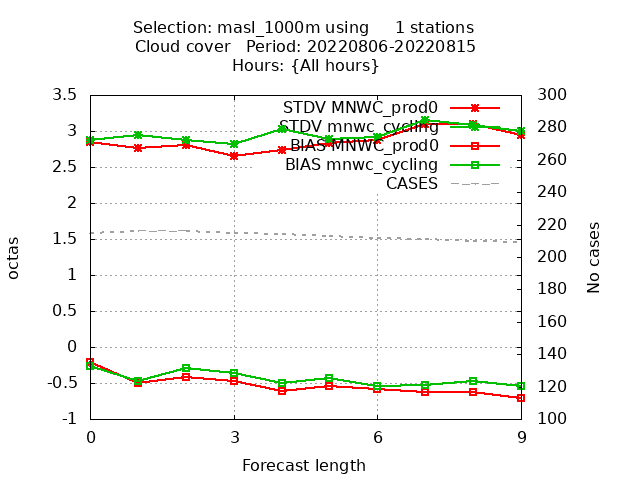 Selection: masl_1000m using     1 stations
Cloud cover   Period: 20220806-20220815
Hours: {All hours}
3.5
3
2.5
2
1.5
1
0.5
0
-0.5
-1
octas
STDV MNWC_prod0
STDV mnwc_cycling
BIAS MNWC_prod0
BIAS mnwc_cycling
CASES
300
280
260
240
220
200
180
160
140
120
100
No cases
0 3 6 9
Forecast length